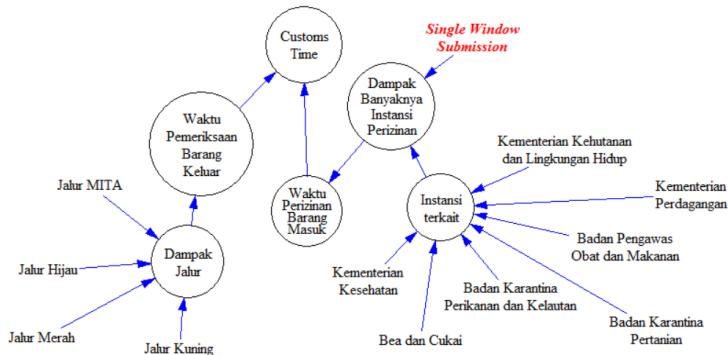 Customs
Time
Single Window
Submission
Dampak
Banyaknya
Instansi
Perizinan
Waktu
Pemeriksaan
Barang
Keluar
Kementerian Kehutanan
dan Lingkungan Hidup
Jalur MITA
Waktu
Perizinan
Barang
Masuk
Instansi
terkait
Kementerian
Perdagangan
Badan Pengawas
Obat dan Makanan
Dampak
Jalur
Jalur Hijau
Kementerian
Kesehatan
Badan Karantina
Perikanan dan Kelautan
Badan Karantina
Pertanian
Jalur Merah
Jalur Kuning
Bea dan Cukai